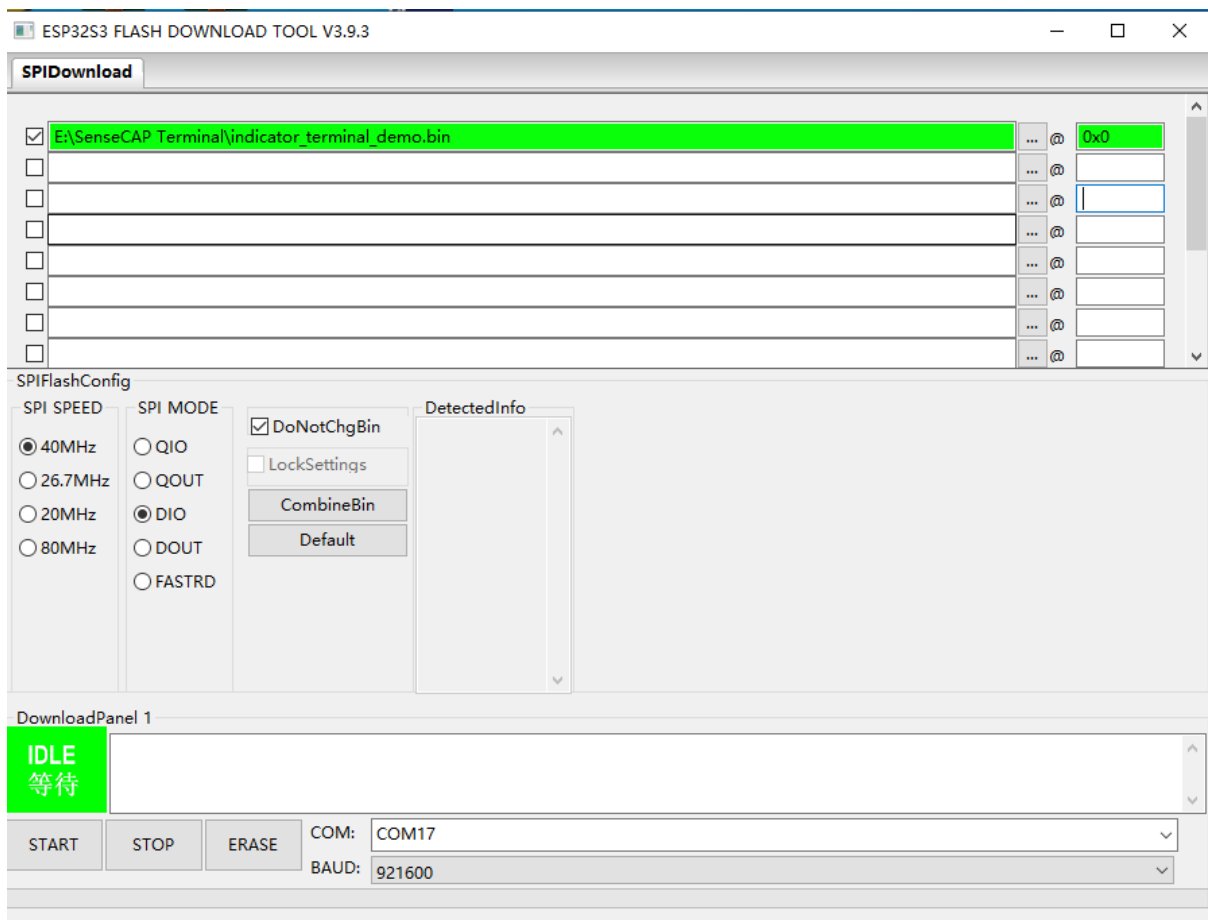 ESP32S3 FLASH DOWNLOAD TOOL V3.9.3
SPIDownload
E:\SenseCAP Terminal\indicator_terminal_demo.bin ... @ 0x0
... @
... @
... @
... @
... @
... @
... @
SPIFlashConfig
SPI SPEED
40MHz
26.7MHz
20MHz
80MHz
SPI MODE
QIO
QOUT
DIO
DOUT
FASTRD
DoNotChgBin
LockSettings
CombineBin
Default
DetectedInfo
DownloadPanel 1
IDLE
等待
START STOP ERASE
COM: COM17
BAUD: 921600